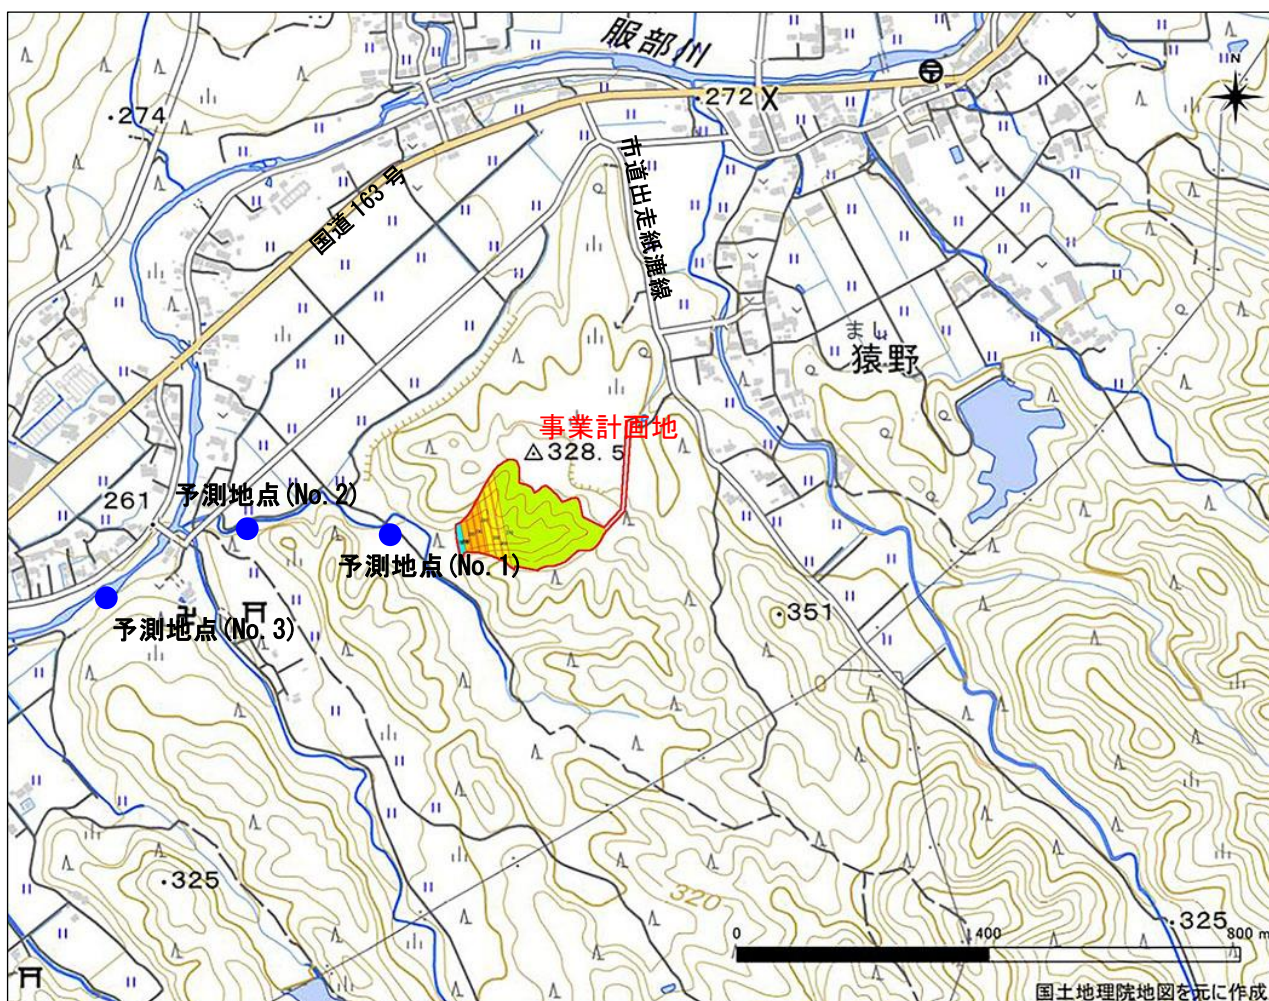 服部川
272
274
N
国道163号
市道出走紙漉線
まし
猿野
事業計画地
328.5
261
予測地点(No.2)
予測地点(No.1)
予測地点(No.3)
351
325
320
325
0 400 800 m
国土地理院地図を元に作成